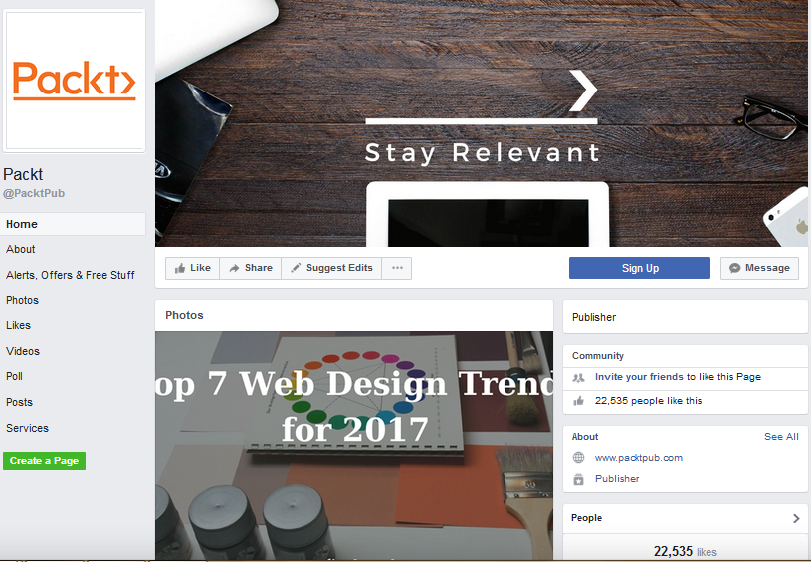 Packt
Packt
@PacktPub
Home
About
Alerts, Offers & Free Stuff
Photos
Likes
Videos
Poll
Posts
Services
Create a Page
Stay Relevant
Like
Share
Suggest Edits
Sign Up
Message
Photos
op 7 Web Design Trend
for 2017
Publisher
Community
Invite your friends to like this Page
22,535 people like this
About
See All
www.packtpub.com
Publisher
People
22,535 likes